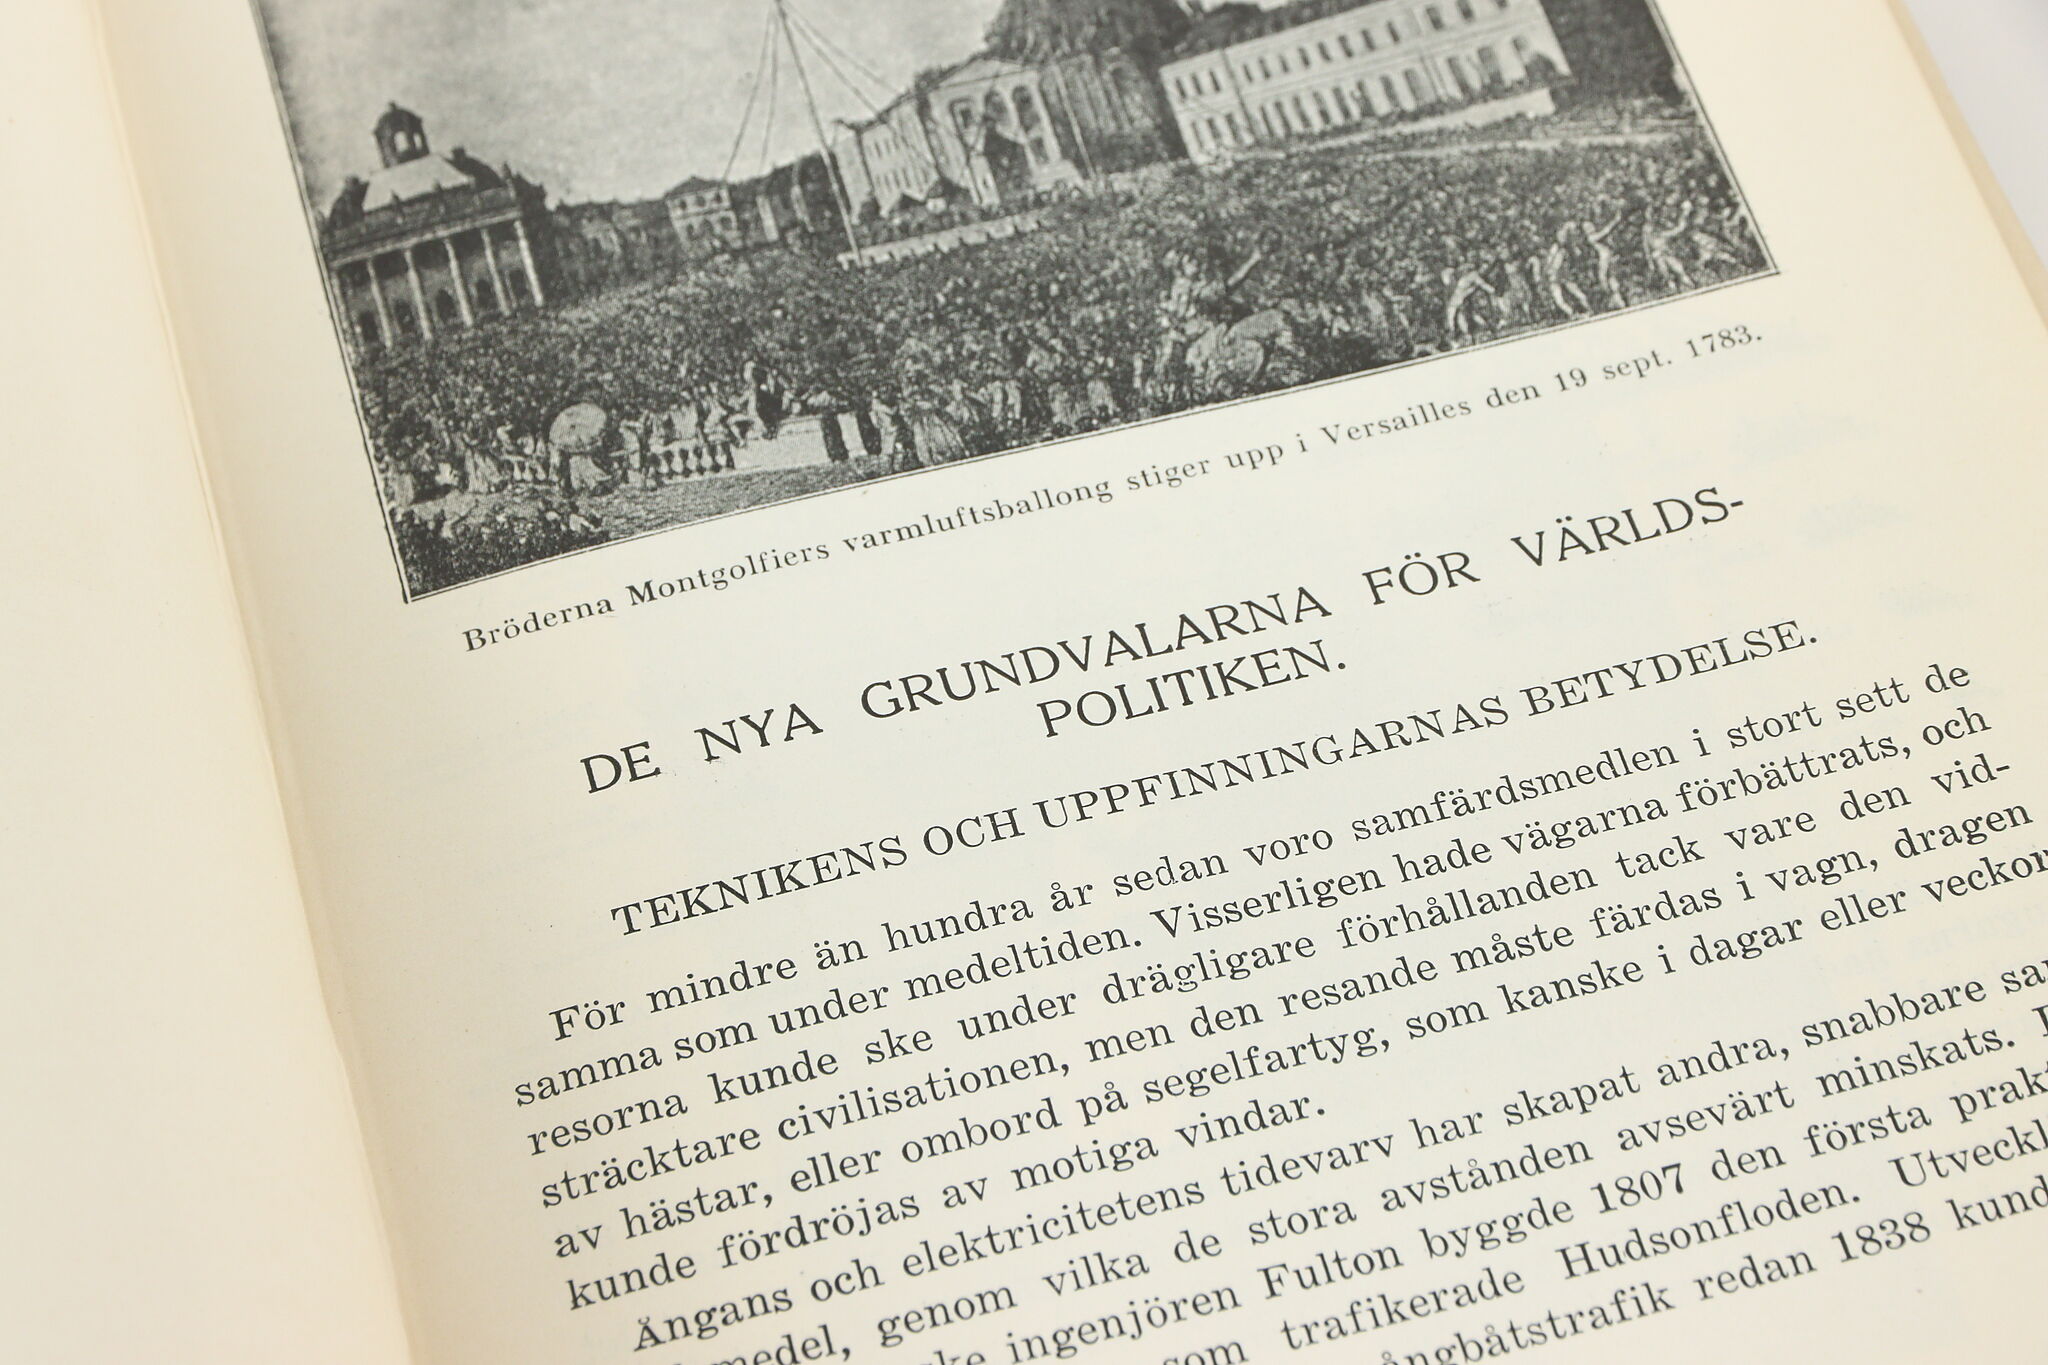 Bröderna Montgolfiers varmluftsballong stiger upp i Versailles den 19 sept. 1783.
DE NYA GRUNDVALARNA FÖR VÄRLDS-
POLITIKEN.
TEKNIKENS OCH UPPFINNINGARNAS BETYDELSE.
För mindre än hundra år sedan voro samfärdsmedlen i stort sett de
samma som under medeltiden. Visserligen hade vägarna förbättrats, och
resorna kunde ske under drägligare förhållanden tack vare den vid-
sträcktare civilisationen, men den resande måste färdas i vagn, dragen
av hästar, eller ombord på segelfartyg, som kanske i dagar eller veckor
kunde fördröjas av motiga vindar.
Ångans och elektricitetens tidevarv har skapat andra, snabbare
genom vilka de stora avstånden avsevärt minskats.
ingenjören Fulton byggde 1807 den första
som trafikerade Hudsonfloden.
redan 1838